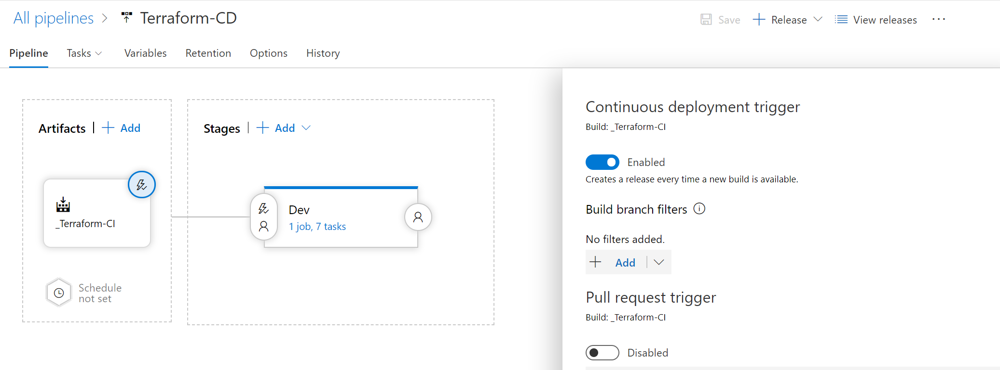 All pipelines > Terraform-CD
Save + Release View releases ...
Pipeline Tasks Variables Retention Options History
Artifacts | + Add
Stages | + Add
_Terraform-CI
Schedule
not set
Dev
1 job, 7 tasks
Continuous deployment trigger
Build: _Terraform-CI
Enabled
Creates a release every time a new build is available.
Build branch filters
No filters added.
+ Add
Pull request trigger
Build: _Terraform-CI
Disabled